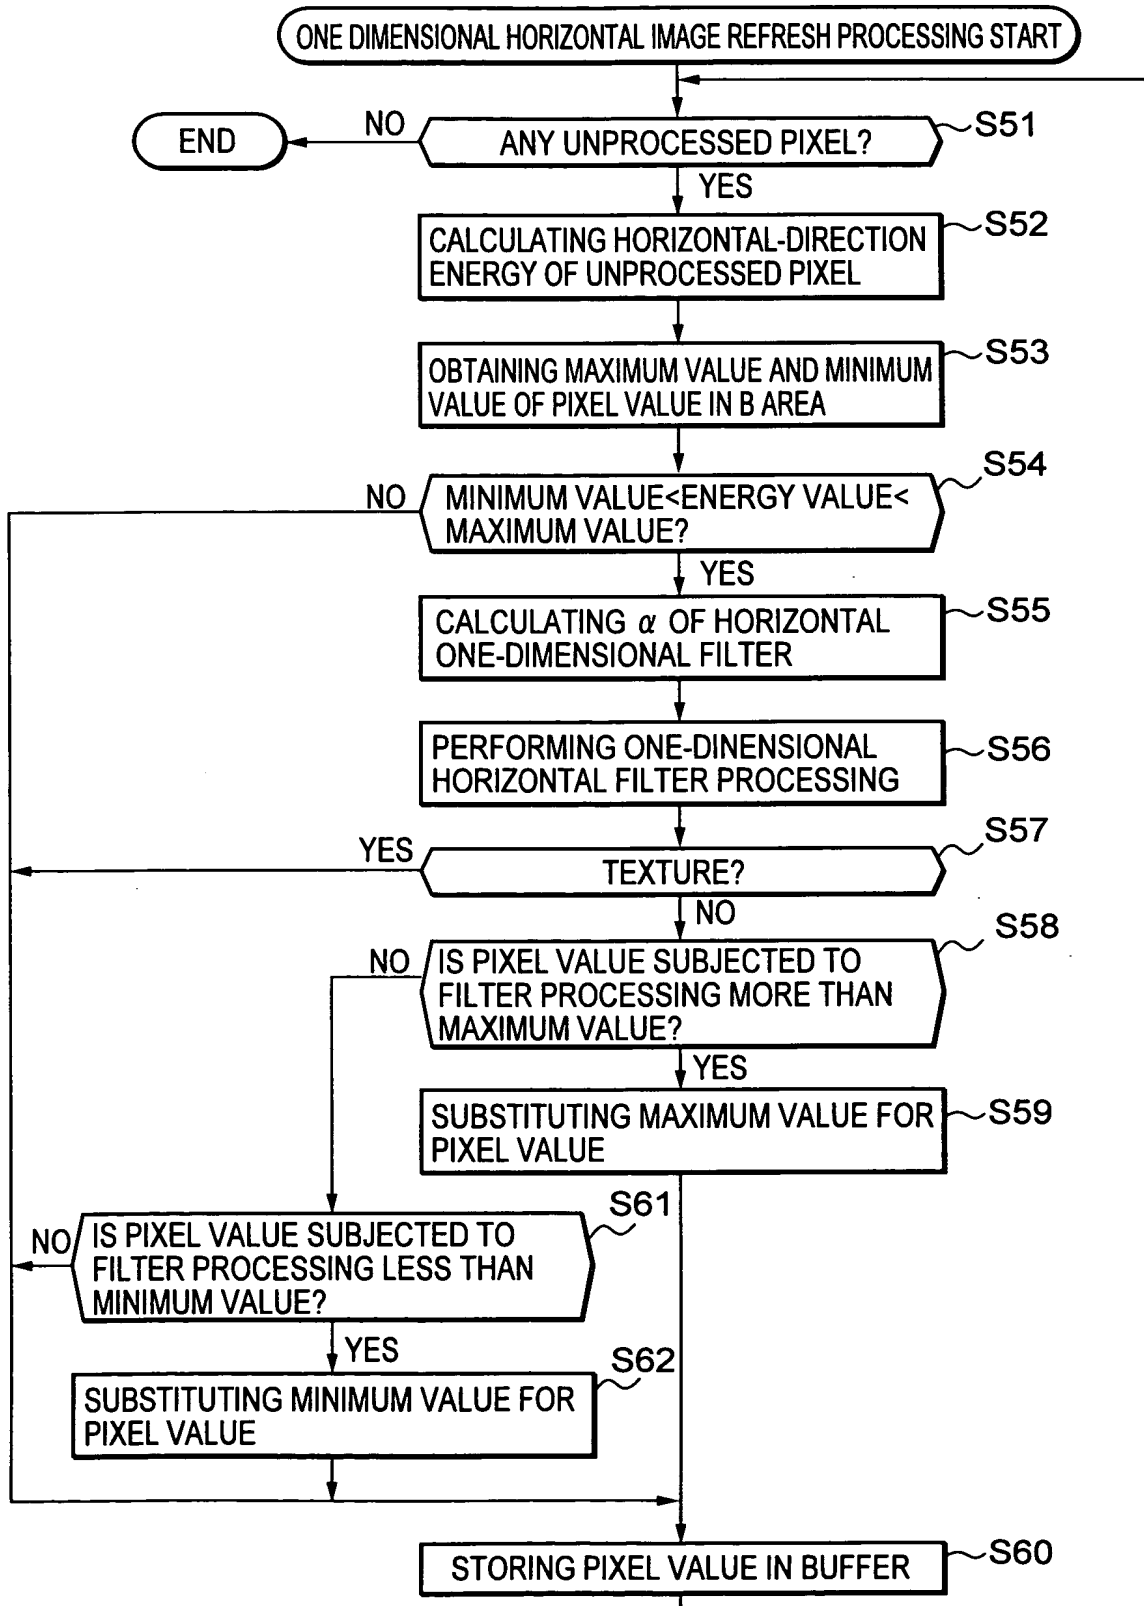 ONE DIMENSIONAL HORIZONTAL IMAGE REFRESH PROCESSING START
END
NO
ANY UNPROCESSED PIXEL?
S51
YES
CALCULATING HORIZONTAL-DIRECTION
ENERGY OF UNPROCESSED PIXEL
S52
OBTAINING MAXIMUM VALUE AND MINIMUM
VALUE OF PIXEL VALUE IN B AREA
S53
NO
MINIMUM VALUE<ENERGY VALUE<
MAXIMUM VALUE?
S54
YES
CALCULATING α OF HORIZONTAL
ONE-DIMENSIONAL FILTER
S55
PERFORMING ONE-DINENSIONAL
HORIZONTAL FILTER PROCESSING
S56
YES
TEXTURE?
S57
NO
NO
IS PIXEL VALUE SUBJECTED TO
FILTER PROCESSING MORE THAN
MAXIMUM VALUE?
S58
YES
SUBSTITUTING MAXIMUM VALUE FOR
PIXEL VALUE
S59
NO
IS PIXEL VALUE SUBJECTED TO
FILTER PROCESSING LESS THAN
MINIMUM VALUE?
S61
YES
SUBSTITUTING MINIMUM VALUE FOR
PIXEL VALUE
S62
STORING PIXEL VALUE IN BUFFER
S60